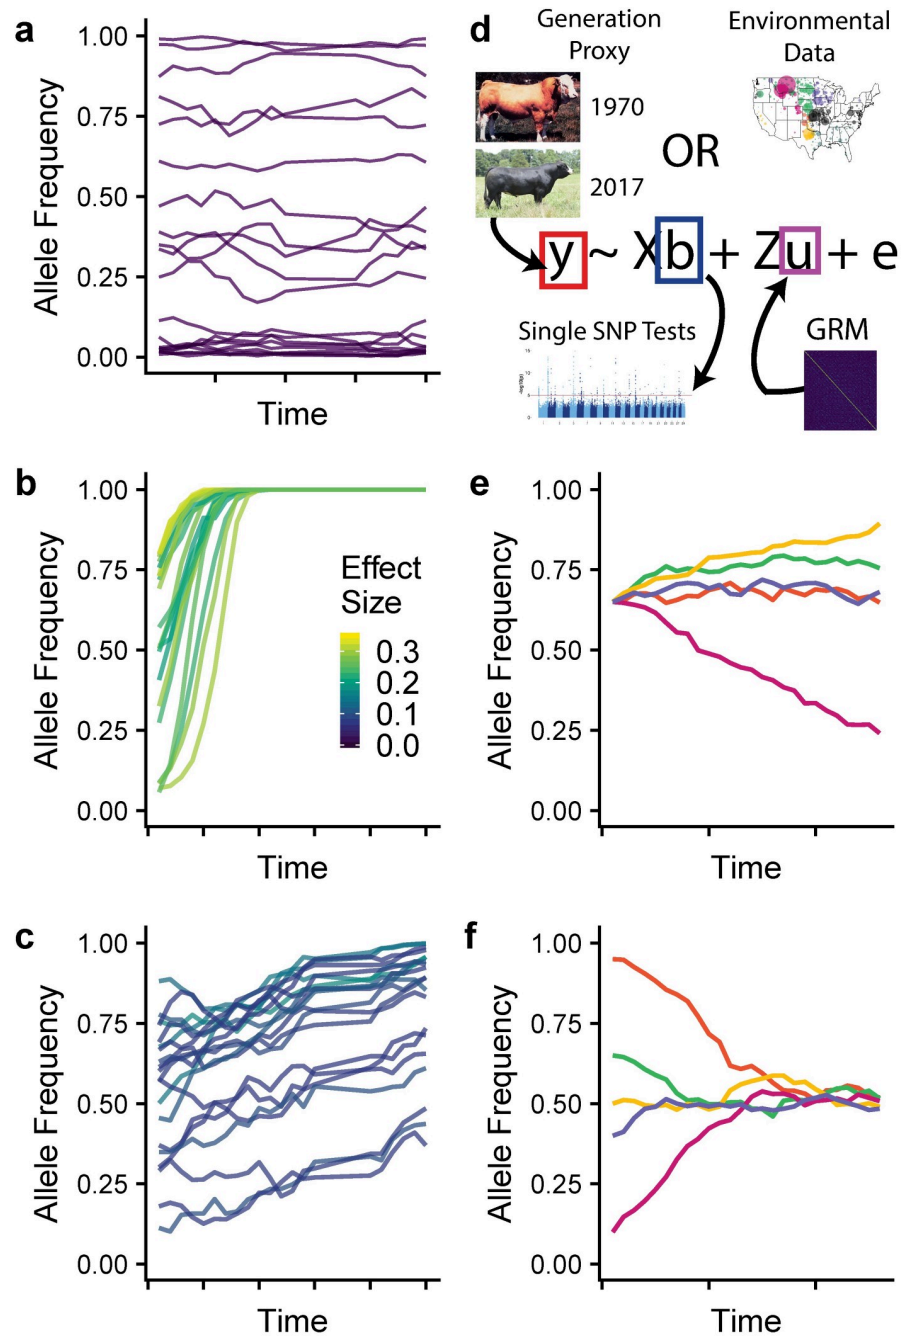 a
1.00
0.75
0.50
0.25
0.00
Allele Frequency
Time
d
Generation
Proxy
1970
2017
OR
Environmental
Data
y ~ Xb + Zu + e
Single SNP Tests
GRM
15
10
5
0
b
1.00
0.75
0.50
0.25
0.00
Allele Frequency
Time
Effect
Size
0.3
0.2
0.1
0.0
e
1.00
0.75
0.50
0.25
0.00
Allele Frequency
Time
c
1.00
0.75
0.50
0.25
0.00
Allele Frequency
Time
f
1.00
0.75
0.50
0.25
0.00
Allele Frequency
Time